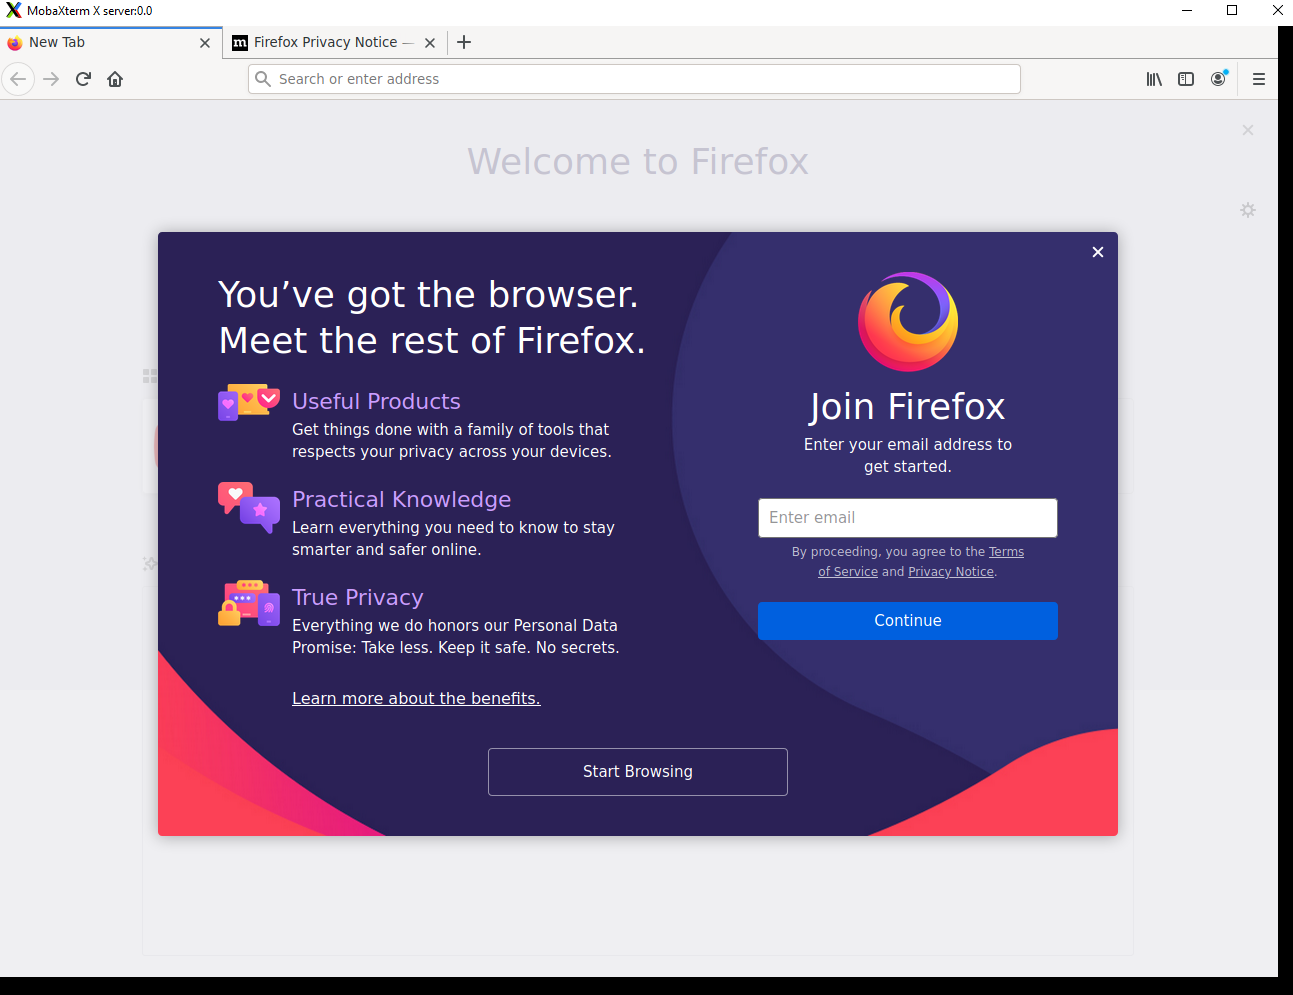 MobaXterm X server:0.0
New Tab
m
Firefox Privacy Notice —
Search or enter address
Welcome to Firefox
You’ve got the browser.
Meet the rest of Firefox.
Useful Products
Get things done with a family of tools that
respects your privacy across your devices.
Practical Knowledge
Learn everything you need to know to stay
smarter and safer online.
True Privacy
Everything we do honors our Personal Data
Promise: Take less. Keep it safe. No secrets.
Learn more about the benefits.
Join Firefox
Enter your email address to
get started.
Enter email
By proceeding, you agree to the Terms
of Service and Privacy Notice.
Continue
Start Browsing